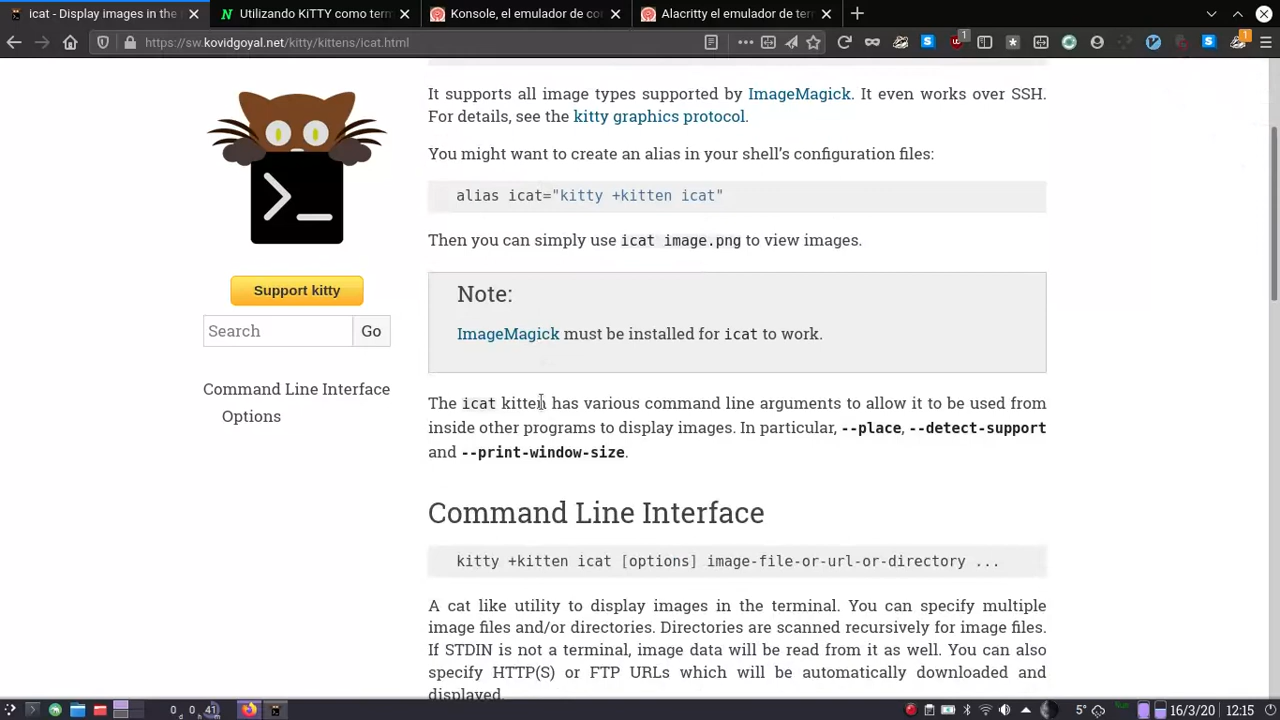 icat - Display images in the
Utilizando KiTTY como term
Konsole, el emulador de co
Alacritty el emulador de ter
https://sw.kovidgoyal.net/kitty/kittens/icat.html
1
1
It supports all image types supported by ImageMagick. It even works over SSH.
For details, see the kitty graphics protocol.
You might want to create an alias in your shell's configuration files:
alias icat="kitty +kitten icat"
Then you can simply use icat image.png to view images.
Support kitty
Search
Go
Note:
ImageMagick must be installed for icat to work.
Command Line Interface
Options
The icat kitten has various command line arguments to allow it to be used from
inside other programs to display images. In particular, --place, --detect-support
and --print-window-size.
Command Line Interface
kitty +kitten icat [options] image-file-or-url-or-directory ...
A cat like utility to display images in the terminal. You can specify multiple
image files and/or directories. Directories are scanned recursively for image files.
If STDIN is not a terminal, image data will be read from it as well. You can also
specify HTTP(S) or FTP URLs which will be automatically downloaded and
displayed.
5°
16/3/20
12:15